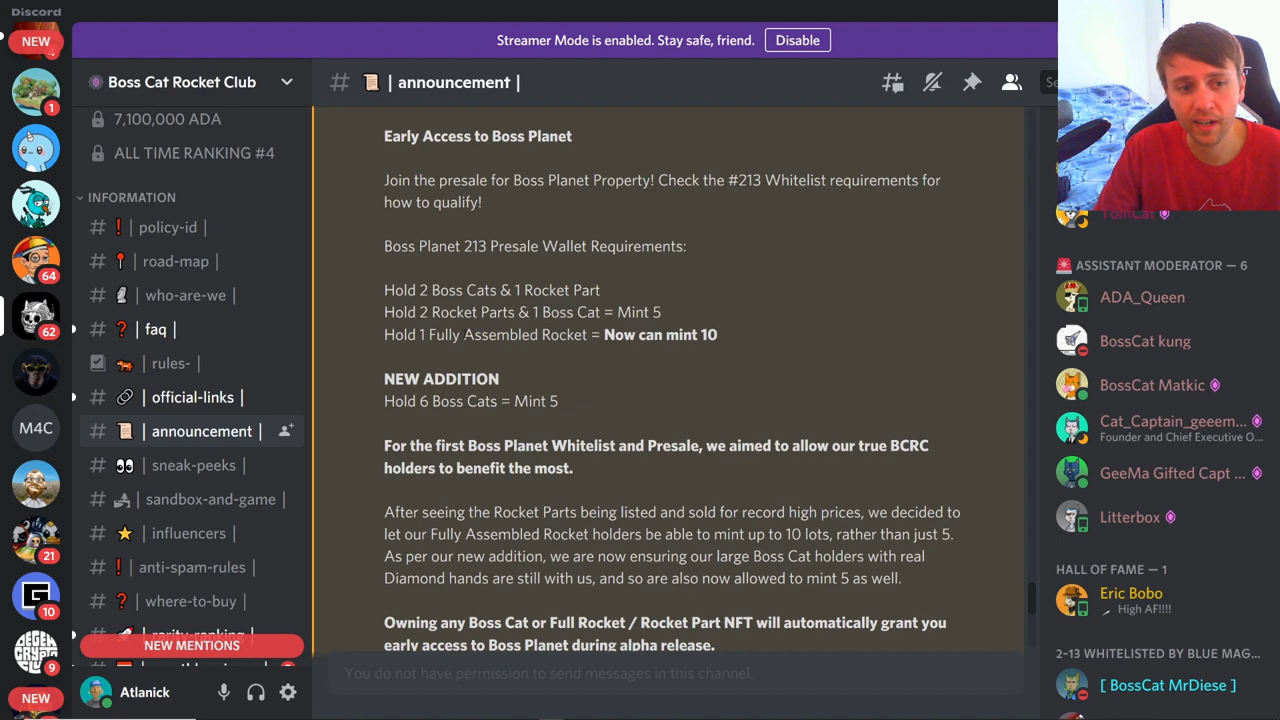 Discord
NEW
1
64
62
M4C
21
10
9
NEW
Streamer Mode is enabled. Stay safe, friend. Disable
Boss Cat Rocket Club
7,100,000 ADA
ALL TIME RANKING #4
INFORMATION
# ❗ | policy-id |
# 📍 | road-map |
# | who-are-we |
# ❓ | faq |
🐅 | rules- |
# 🔗 | official-links |
# 📜 | announcement |
# 👀 | sneak-peeks |
# | sandbox-and-game |
# ⭐ | influencers |
# ❗ | anti-spam-rules |
# ❓ | where-to-buy |
# 🚀 | rarity-ranking |
NEW MENTIONS
Atlanick
# 📜 | announcement |
Early Access to Boss Planet
Join the presale for Boss Planet Property! Check the #213 Whitelist requirements for
how to qualify!
Boss Planet 213 Presale Wallet Requirements:
Hold 2 Boss Cats & 1 Rocket Part
Hold 2 Rocket Parts & 1 Boss Cat = Mint 5
Hold 1 Fully Assembled Rocket = Now can mint 10
NEW ADDITION
Hold 6 Boss Cats = Mint 5
For the first Boss Planet Whitelist and Presale, we aimed to allow our true BCRC
holders to benefit the most.
After seeing the Rocket Parts being listed and sold for record high prices, we decided to
let our Fully Assembled Rocket holders be able to mint up to 10 lots, rather than just 5.
As per our new addition, we are now ensuring our large Boss Cat holders with real
Diamond hands are still with us, and so are also now allowed to mint 5 as well.
Owning any Boss Cat or Full Rocket / Rocket Part NFT will automatically grant you
early access to Boss Planet during alpha release.
You do not have permission to send messages in this channel.
Se
TomCat
🚨 ASSISTANT MODERATOR — 6
ADA_Queen
BossCat kung
BossCat Matkic
Cat_Captain_geeem...
Founder and Chief Executive O...
GeeMa Gifted Capt ...
Litterbox
HALL OF FAME — 1
Eric Bobo
High AF!!!!
2-13 WHITELISTED BY BLUE MAG...
[ BossCat MrDiese ]